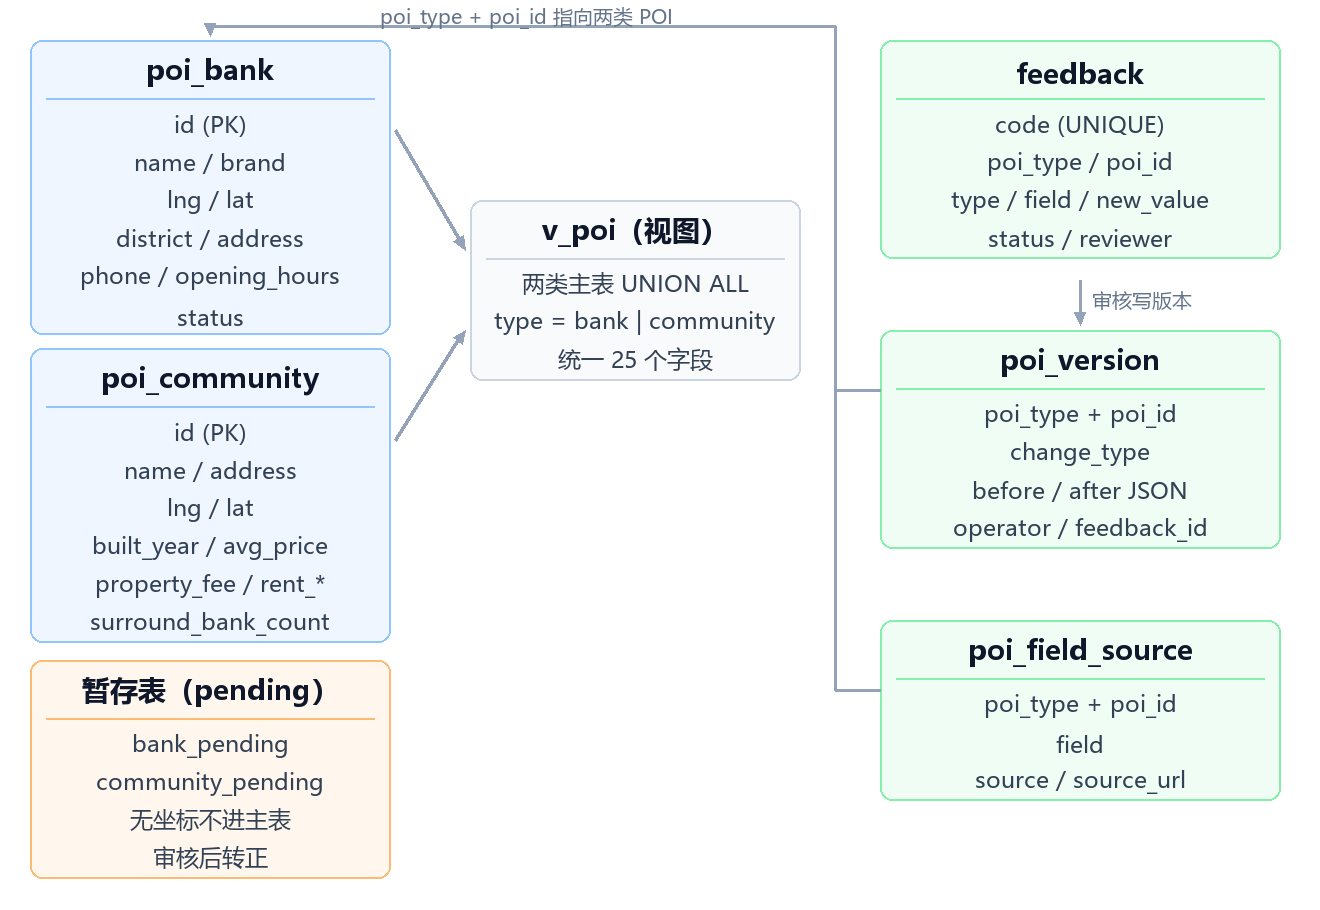 poi_type + poi_id 指向两类 POI
poi_bank
id (PK)
name / brand
lng / lat
district / address
phone / opening_hours
status
poi_community
id (PK)
name / address
lng / lat
built_year / avg_price
property_fee / rent_*
surround_bank_count
暂存表（pending）
bank_pending
community_pending
无坐标不进主表
审核后转正
v_poi（视图）
两类主表 UNION ALL
type = bank | community
统一 25 个字段
feedback
code (UNIQUE)
poi_type / poi_id
type / field / new_value
status / reviewer
审核写版本
poi_version
poi_type + poi_id
change_type
before / after JSON
operator / feedback_id
poi_field_source
poi_type + poi_id
field
source / source_url